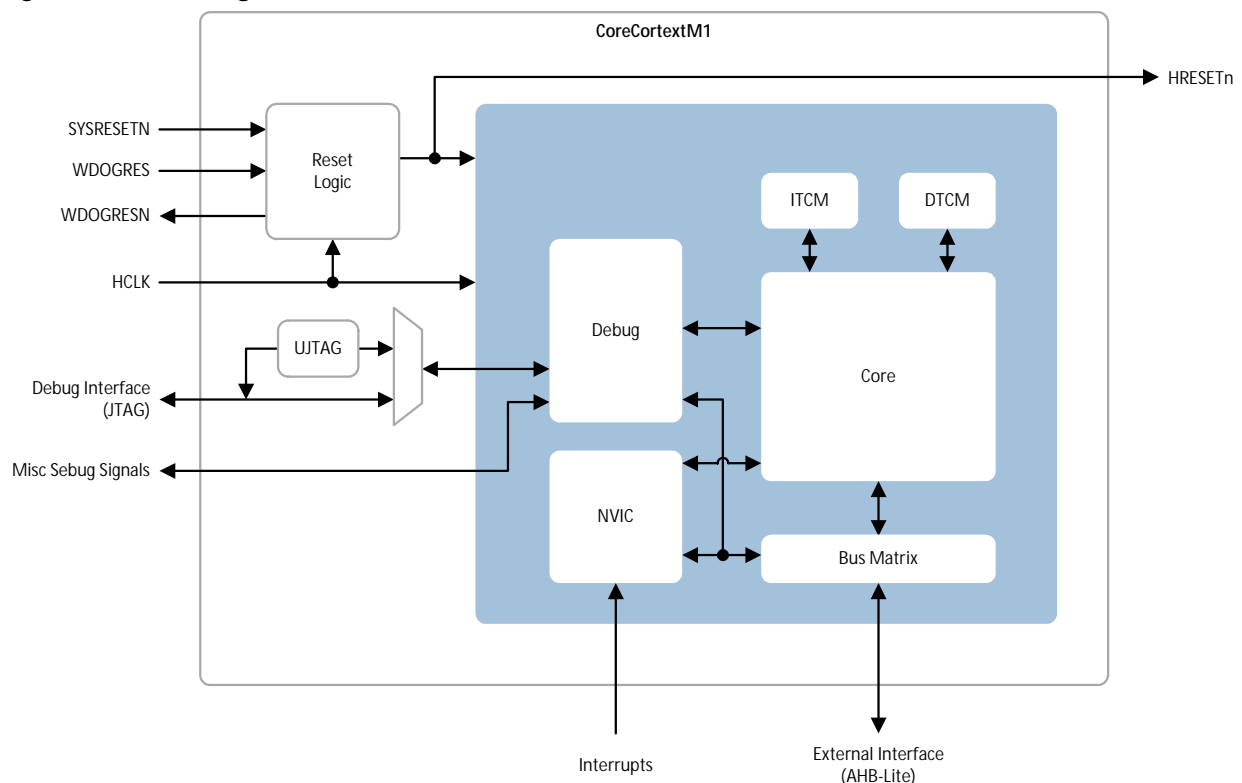 CoreCortextM1
HRESETn
SYSRESETN
WDOGRES
WDOGRESN
HCLK
Reset
Logic
ITCM
DTCM
Debug
Core
UJTAG
Debug Interface
(JTAG)
Misc Sebug Signals
NVIC
Bus Matrix
Interrupts
External Interface
(AHB-Lite)